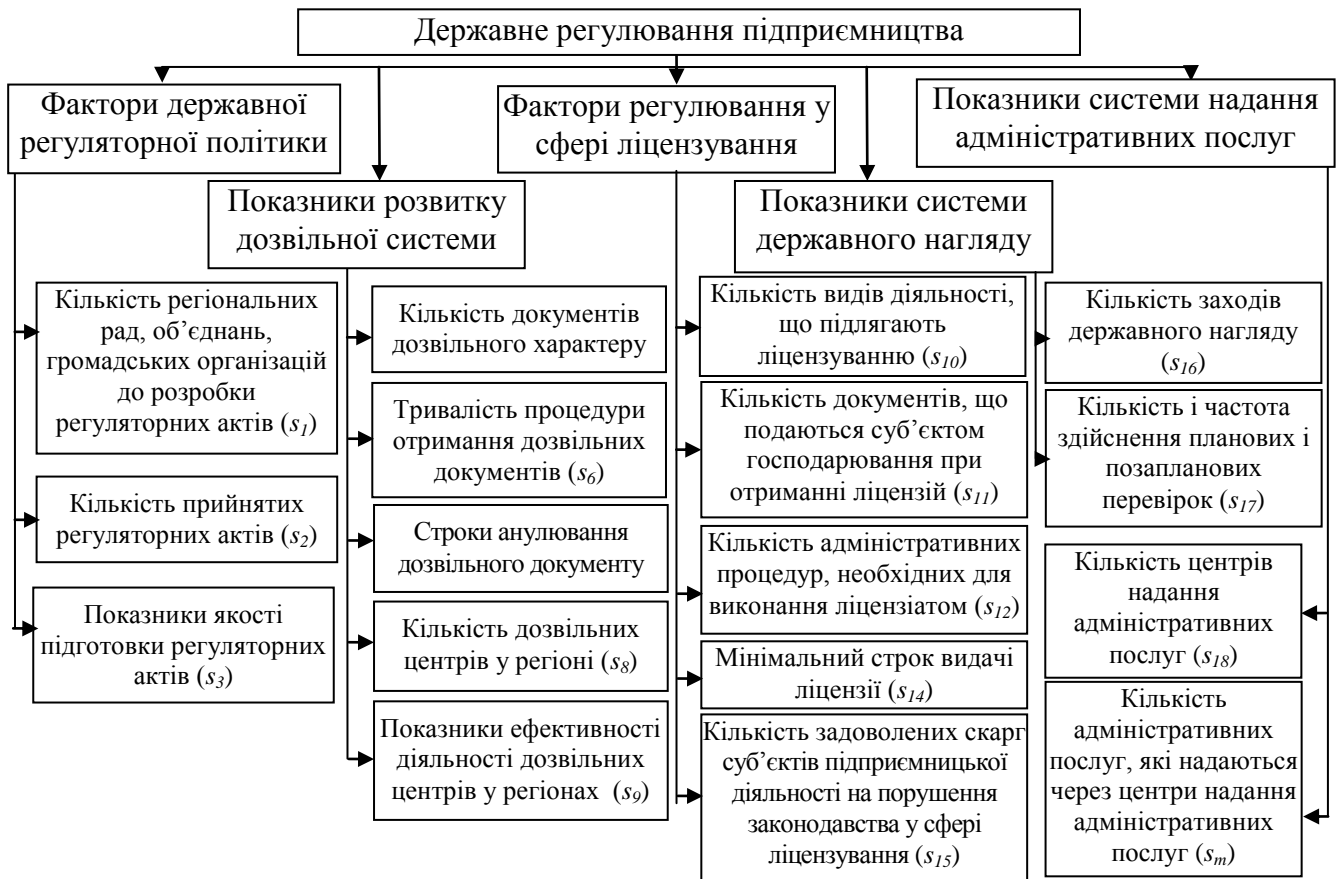 Державне регулювання підприємництва
Фактори державної
регуляторної політики
Фактори регулювання у
сфері ліцензування
Показники системи надання
адміністративних послуг
Показники розвитку
дозвільної системи
Показники системи
державного нагляду
Кількість регіональних
рад, об’єднань,
громадських організацій
до розробки
регуляторних актів (s1)
Кількість прийнятих
регуляторних актів (s2)
Показники якості
підготовки регуляторних
актів (s3)
Кількість документів
дозвільного характеру
Тривалість процедури
отримання дозвільних
документів (s6)
Строки анулювання
дозвільного документу
Кількість дозвільних
центрів у регіоні (s8)
Показники ефективності
діяльності дозвільних
центрів у регіонах (s9)
Кількість видів діяльності,
що підлягають
ліцензуванню (s10)
Кількість документів, що
подаються суб’єктом
господарювання при
отриманні ліцензій (s11)
Кількість адміністративних
процедур, необхідних для
виконання ліцензіатом (s12)
Мінімальний строк видачі
ліцензії (s14)
Кількість задоволених скарг
суб’єктів підприємницької
діяльності на порушення
законодавства у сфері
ліцензування (s15)
Кількість заходів
державного нагляду
(s16)
Кількість і частота
здійснення планових і
позапланових
перевірок (s17)
Кількість центрів
надання
адміністративних
послуг (s18)
Кількість
адміністративних
послуг, які надаються
через центри надання
адміністративних
послуг (sm)